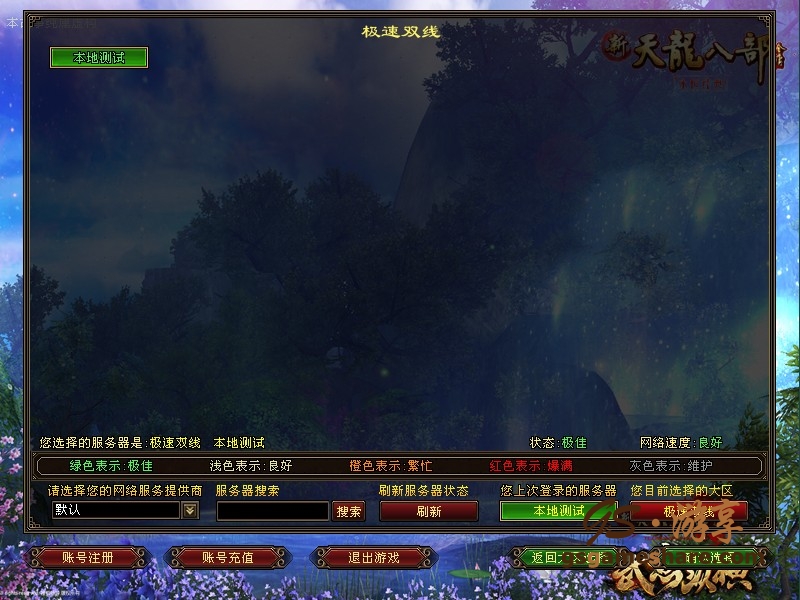 极速双线
本地测试
新天龍八部
您选择的服务器是:极速双线 本地测试 状态:极佳 网络速度:良好
绿色表示:极佳 浅色表示:良好 橙色表示:繁忙 红色表示:爆满 灰色表示:维护
请选择您的网络服务提供商 服务器搜索 刷新服务器状态 您上次登录的服务器 您目前选择的大区
默认 搜索 刷新 本地测试 极速双线
GS·游享
账号注册 账号充值 退出游戏 返回